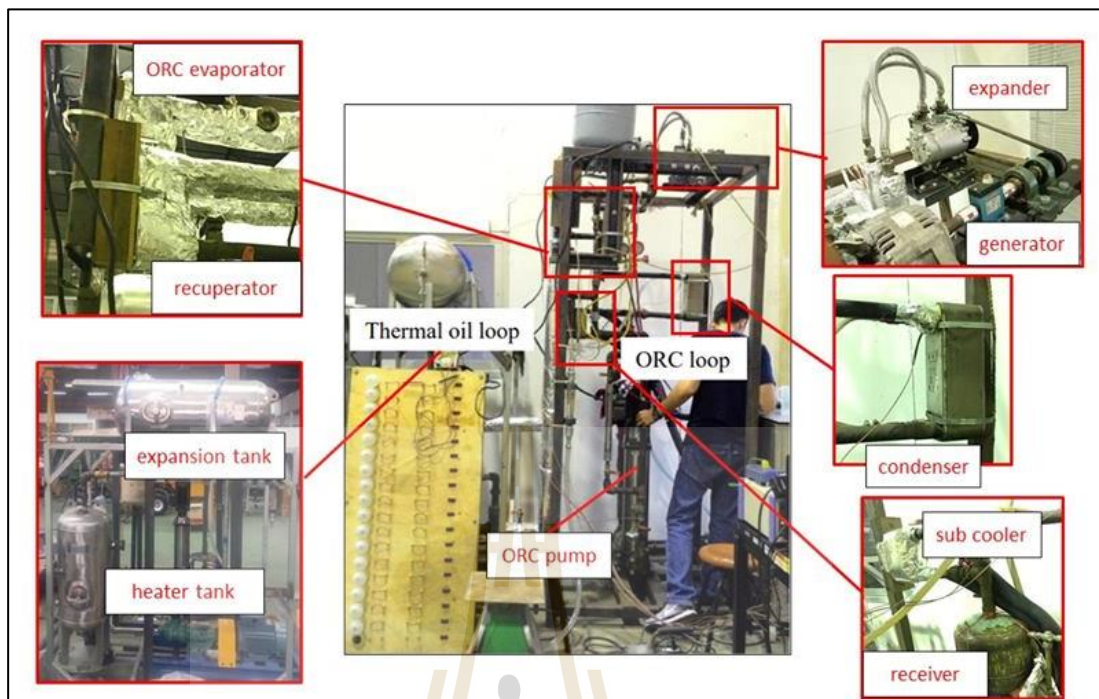 ORC evaporator
recuperator
expansion tank
heater tank
Thermal oil loop
ORC loop
ORC pump
expander
generator
condenser
sub cooler
receiver